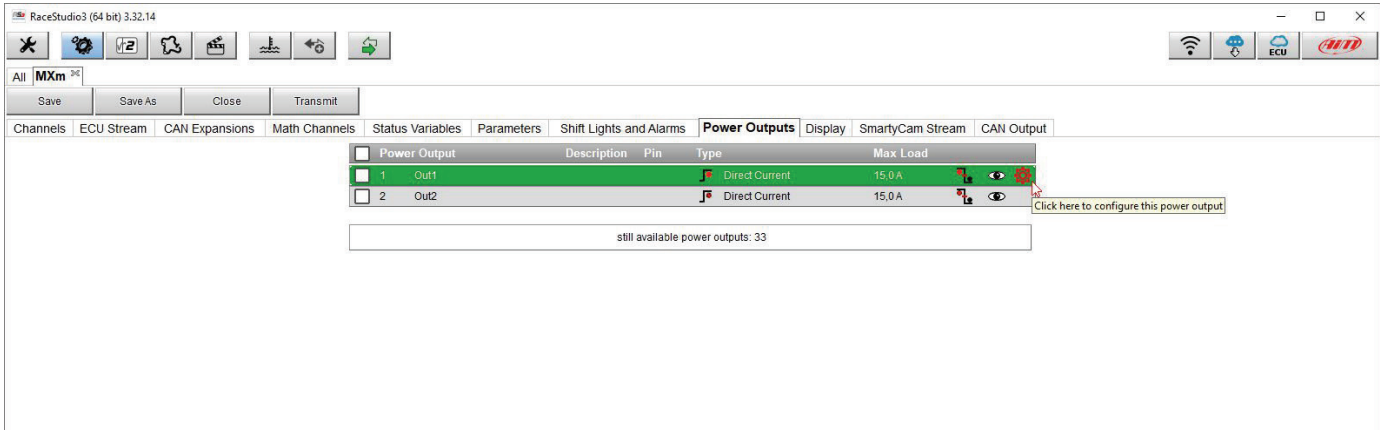 RaceStudio3 (64 bit) 3.32.14
ECU AIM
All MXm
Save Save As Close Transmit
Channels ECU Stream CAN Expansions Math Channels Status Variables Parameters Shift Lights and Alarms Power Outputs Display SmartyCam Stream CAN Output
Power Output Description Pin Type Max Load
1 Out1 Direct Current 15,0 A
2 Out2 Direct Current 15,0 A
Click here to configure this power output
still available power outputs: 33